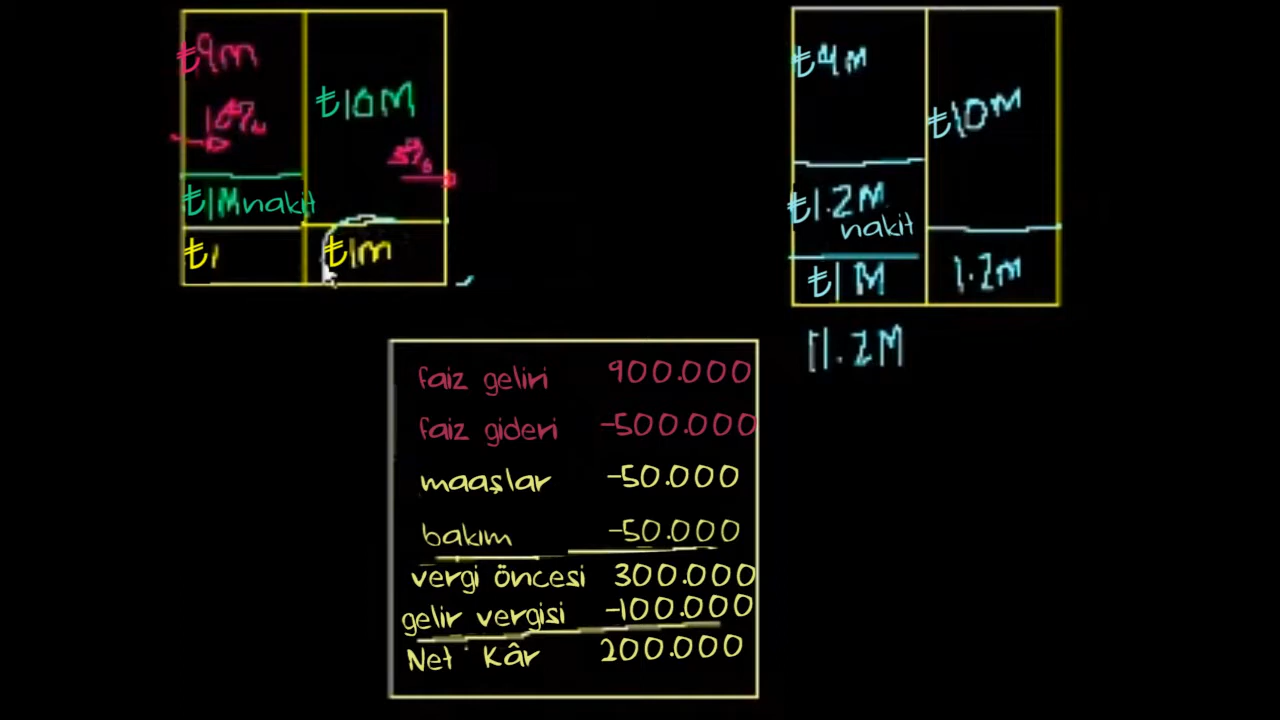 ₺9m
10%
₺1M nakit
₺1
₺10M
5%
₺1m
₺9M
₺1.2M
nakit
₺1 M
₺10M
1.2M
11.2M
faiz geliri 900.000
faiz gideri -500.000
maaşlar -50.000
bakım -50.000
vergi öncesi 300.000
gelir vergisi -100.000
Net Kâr 200.000